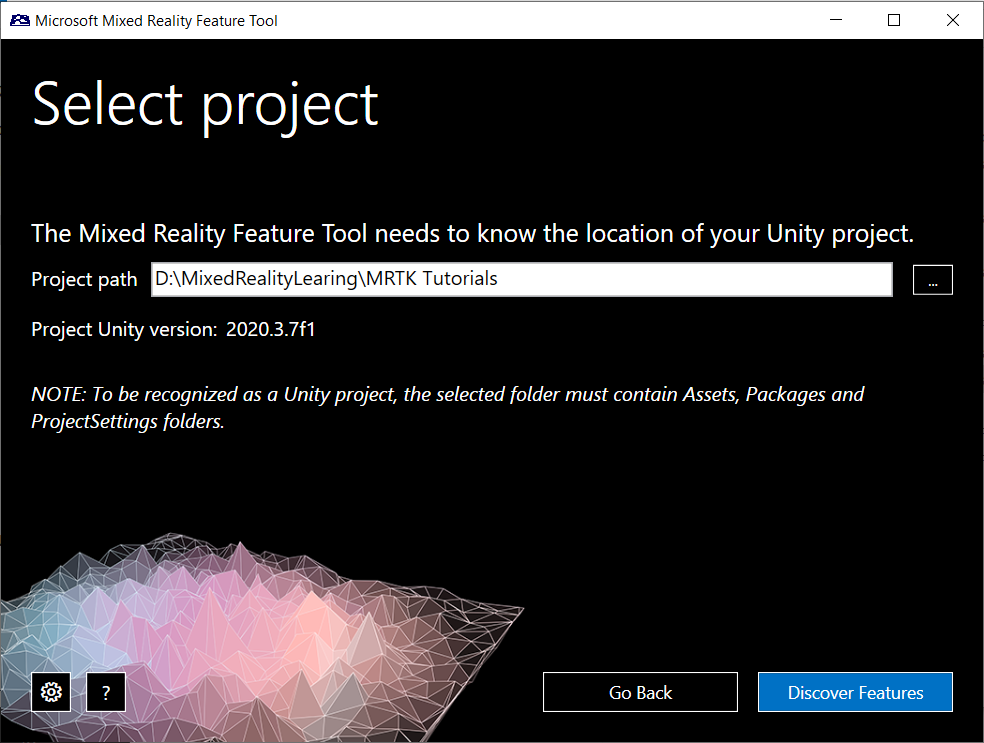 Microsoft Mixed Reality Feature Tool
Select project
The Mixed Reality Feature Tool needs to know the location of your Unity project.
Project path D:\MixedRealityLearing\MRTK Tutorials ...
Project Unity version: 2020.3.7f1
NOTE: To be recognized as a Unity project, the selected folder must contain Assets, Packages and
ProjectSettings folders.
? Go Back Discover Features